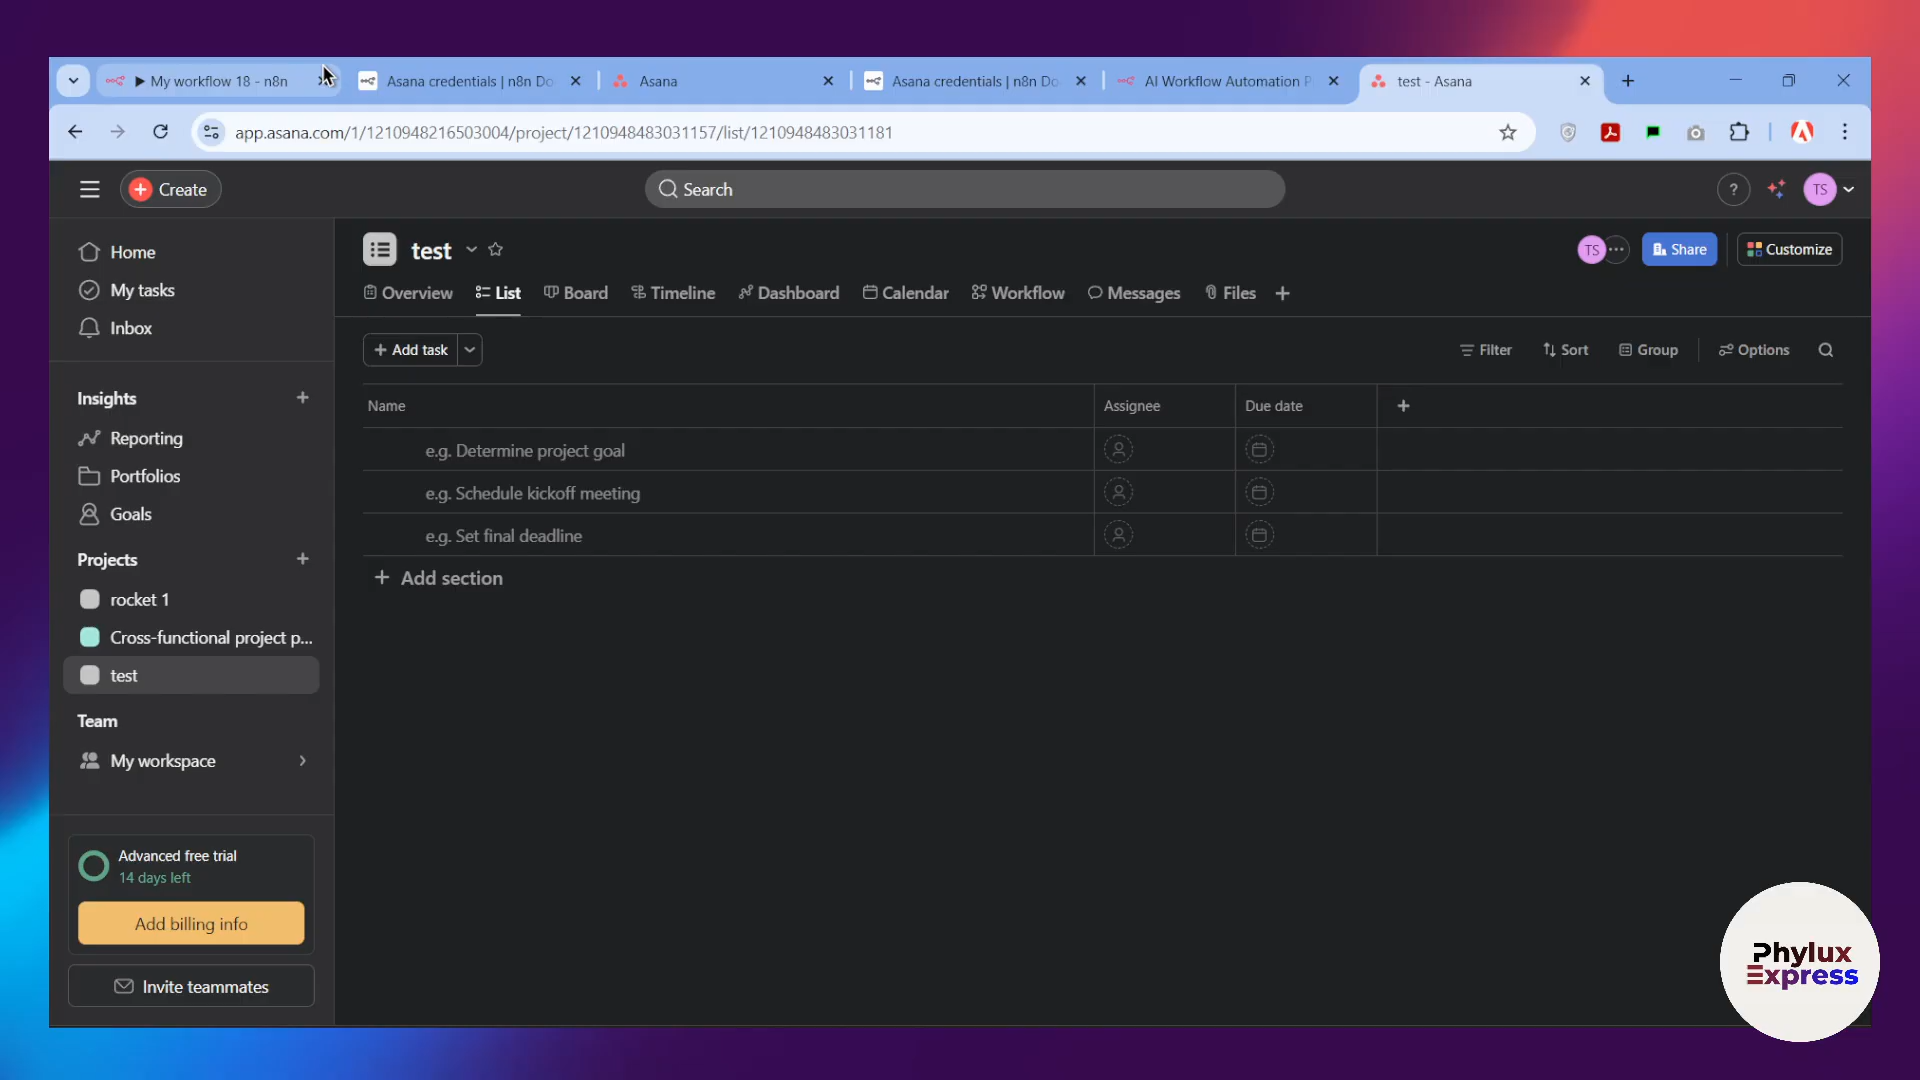 My workflow 18 - n8n
Asana credentials | n8n Do
Asana
Asana credentials | n8n Do
AI Workflow Automation P
test - Asana
app.asana.com/1/1210948216503004/project/1210948483031157/list/1210948483031181
Create
Search
?
TS
Home
My tasks
Inbox
Insights
Reporting
Portfolios
Goals
Projects
rocket 1
Cross-functional project p...
test
Team
My workspace
Advanced free trial
14 days left
Add billing info
Invite teammates
test
TS
Share
Customize
Overview
List
Board
Timeline
Dashboard
Calendar
Workflow
Messages
Files
Add task
Filter
Sort
Group
Options
Name
Assignee
Due date
e.g. Determine project goal
e.g. Schedule kickoff meeting
e.g. Set final deadline
Add section
Phylux
Express